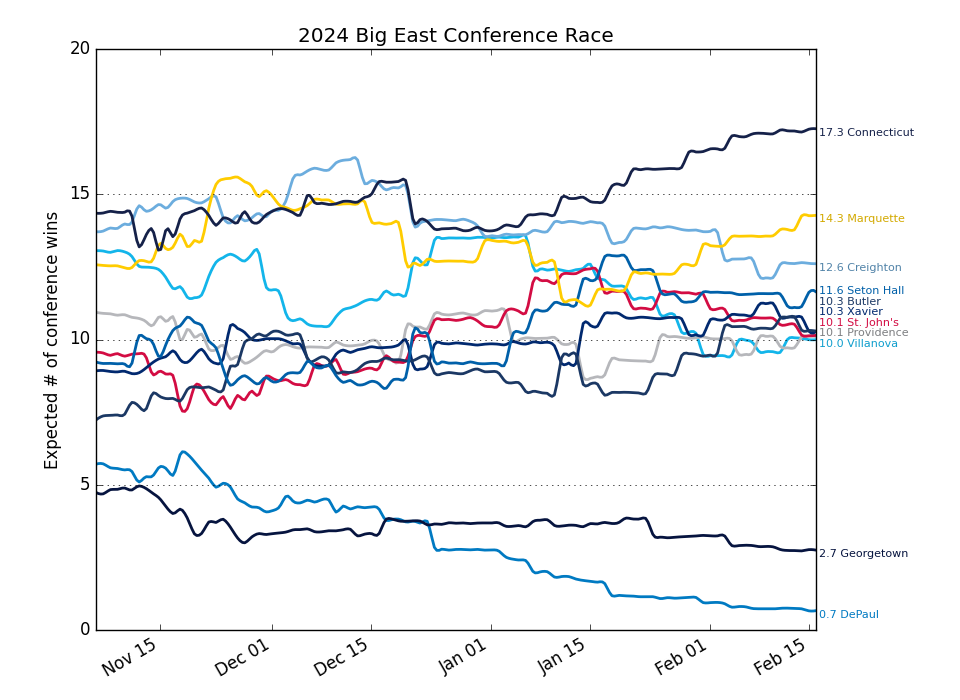 2024 Big East Conference Race
Expected # of conference wins
20
15
10
5
0
17.3 Connecticut
14.3 Marquette
12.6 Creighton
11.6 Seton Hall
10.3 Butler
10.3 Xavier
10.1 St. John's
10.1 Providence
10.0 Villanova
2.7 Georgetown
0.7 DePaul
Nov 15
Dec 01
Dec 15
Jan 01
Jan 15
Feb 01
Feb 15